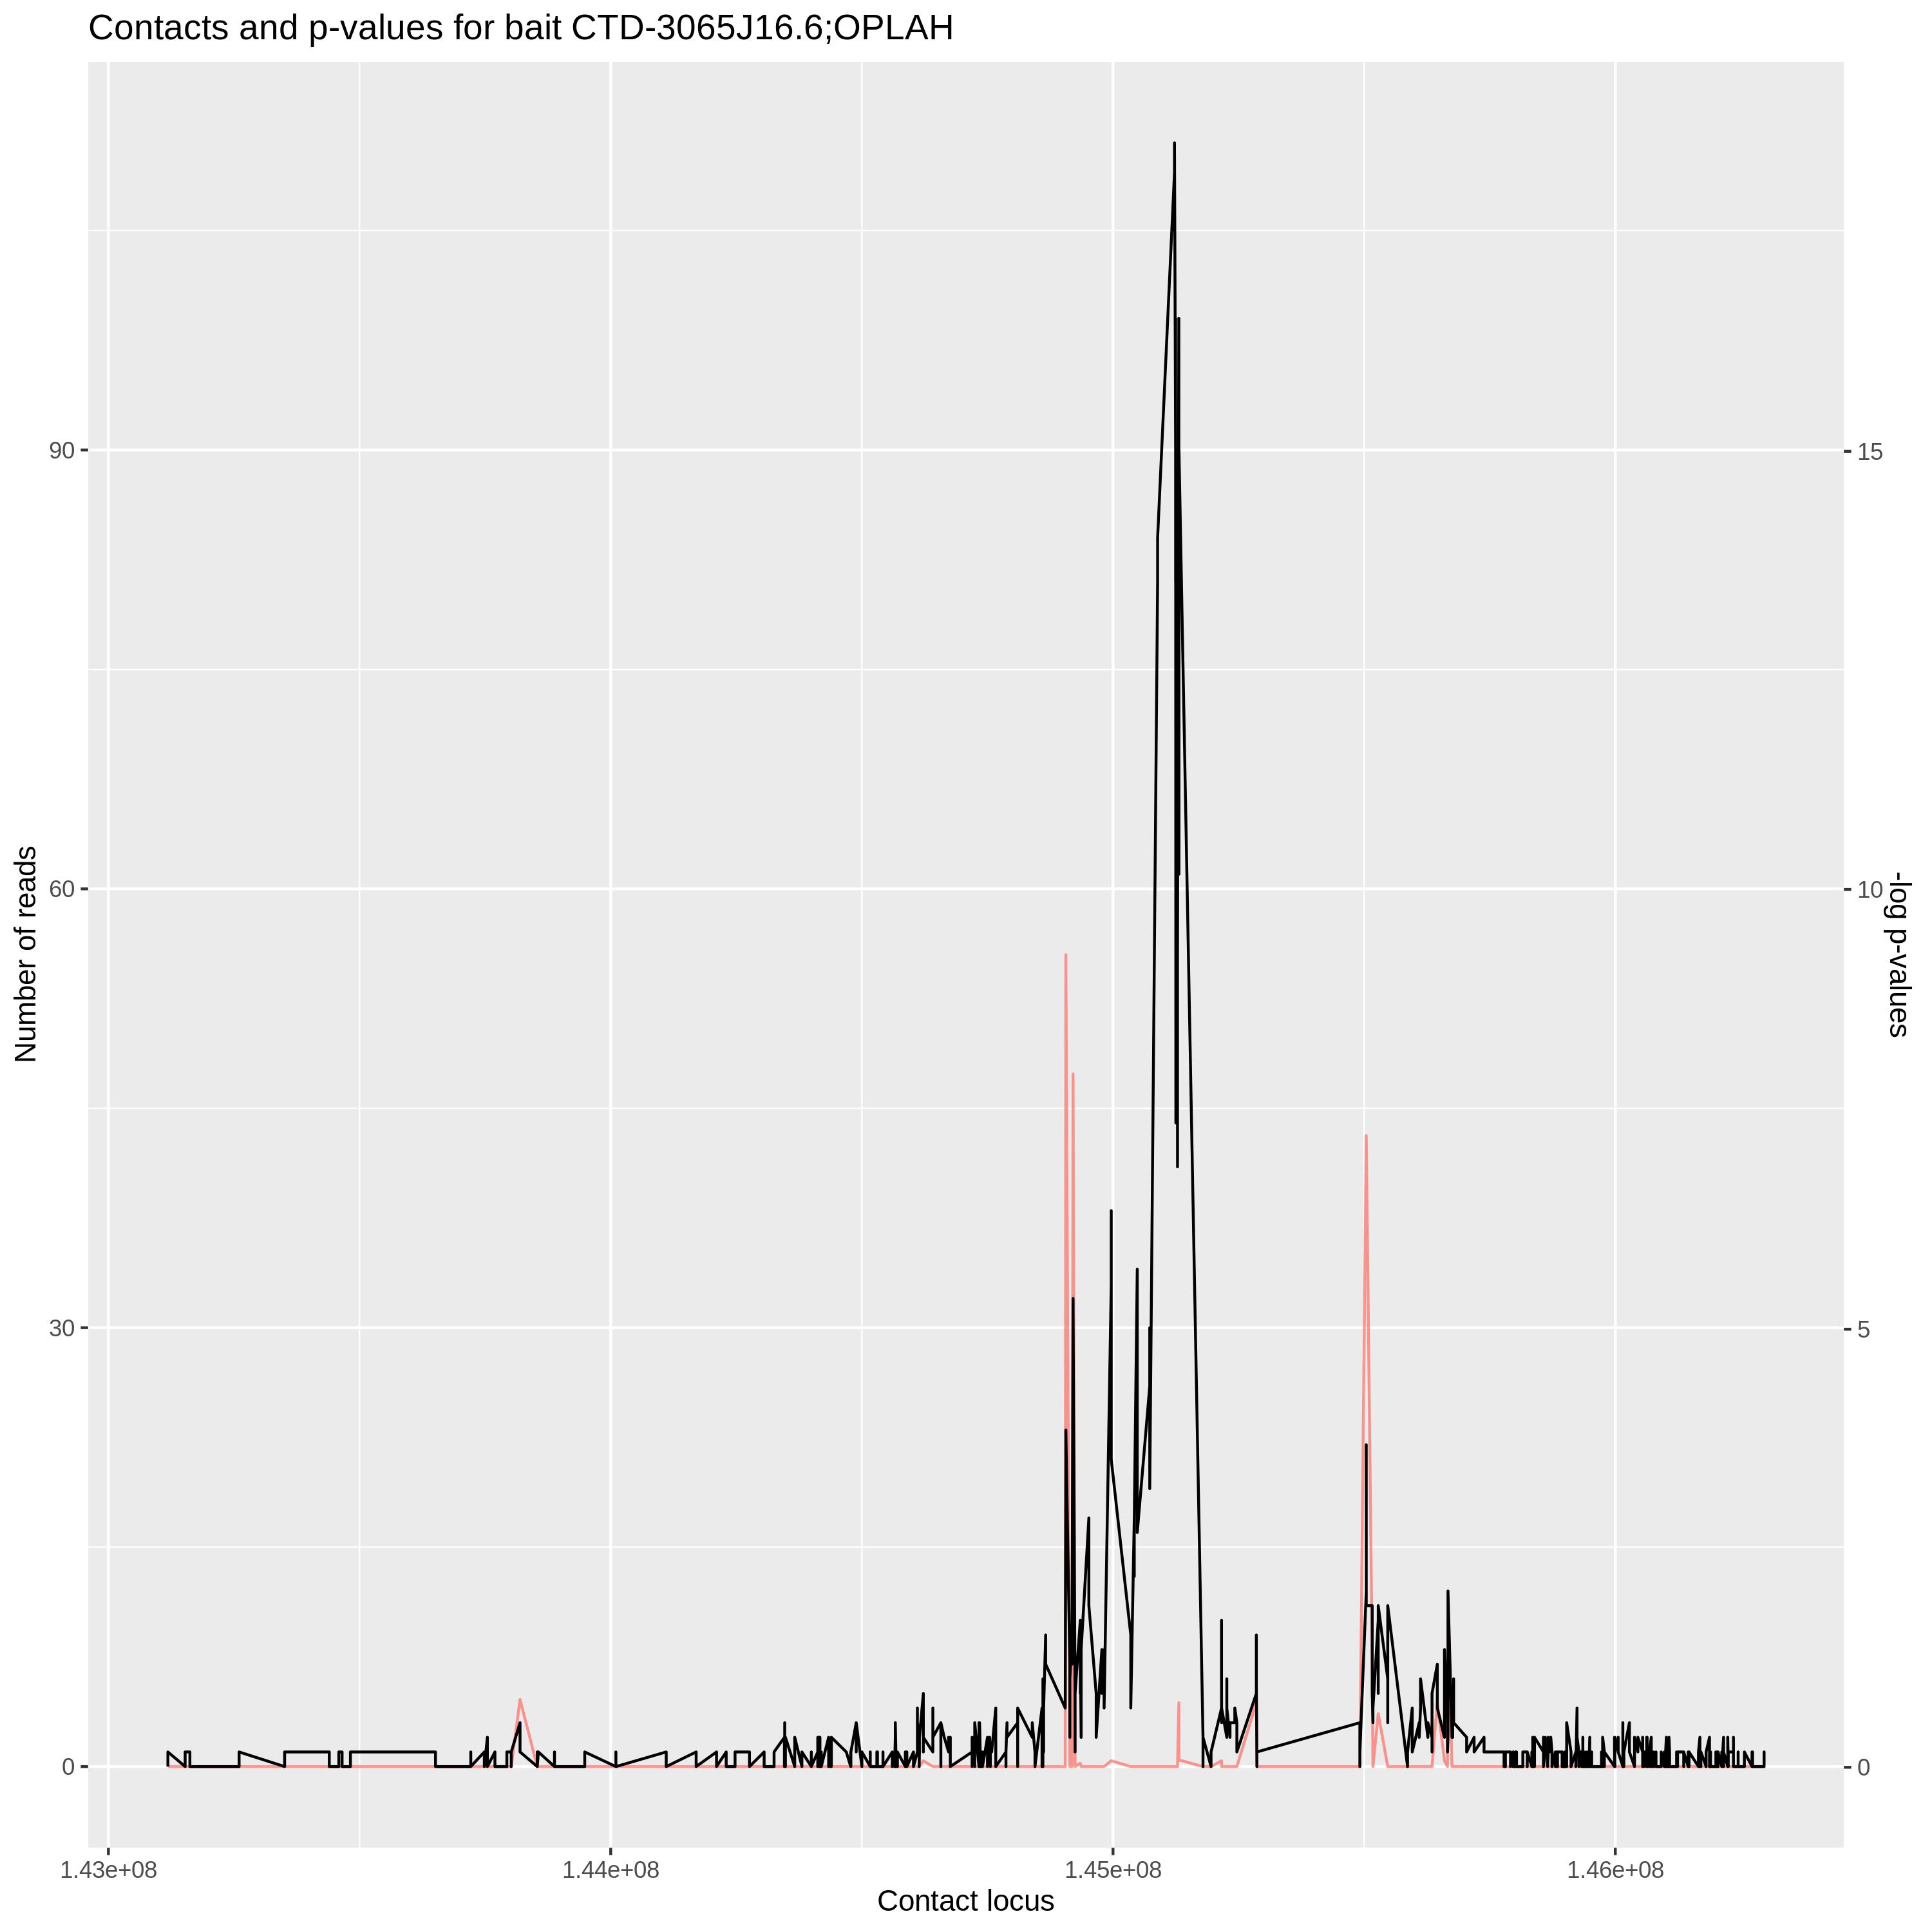 Contacts and p-values for bait CTD-3065J16.6;OPLAH
90
60
30
0
Number of reads
15
10
5
0
-log p-values
1.43e+08 1.44e+08 1.45e+08 1.46e+08
Contact locus